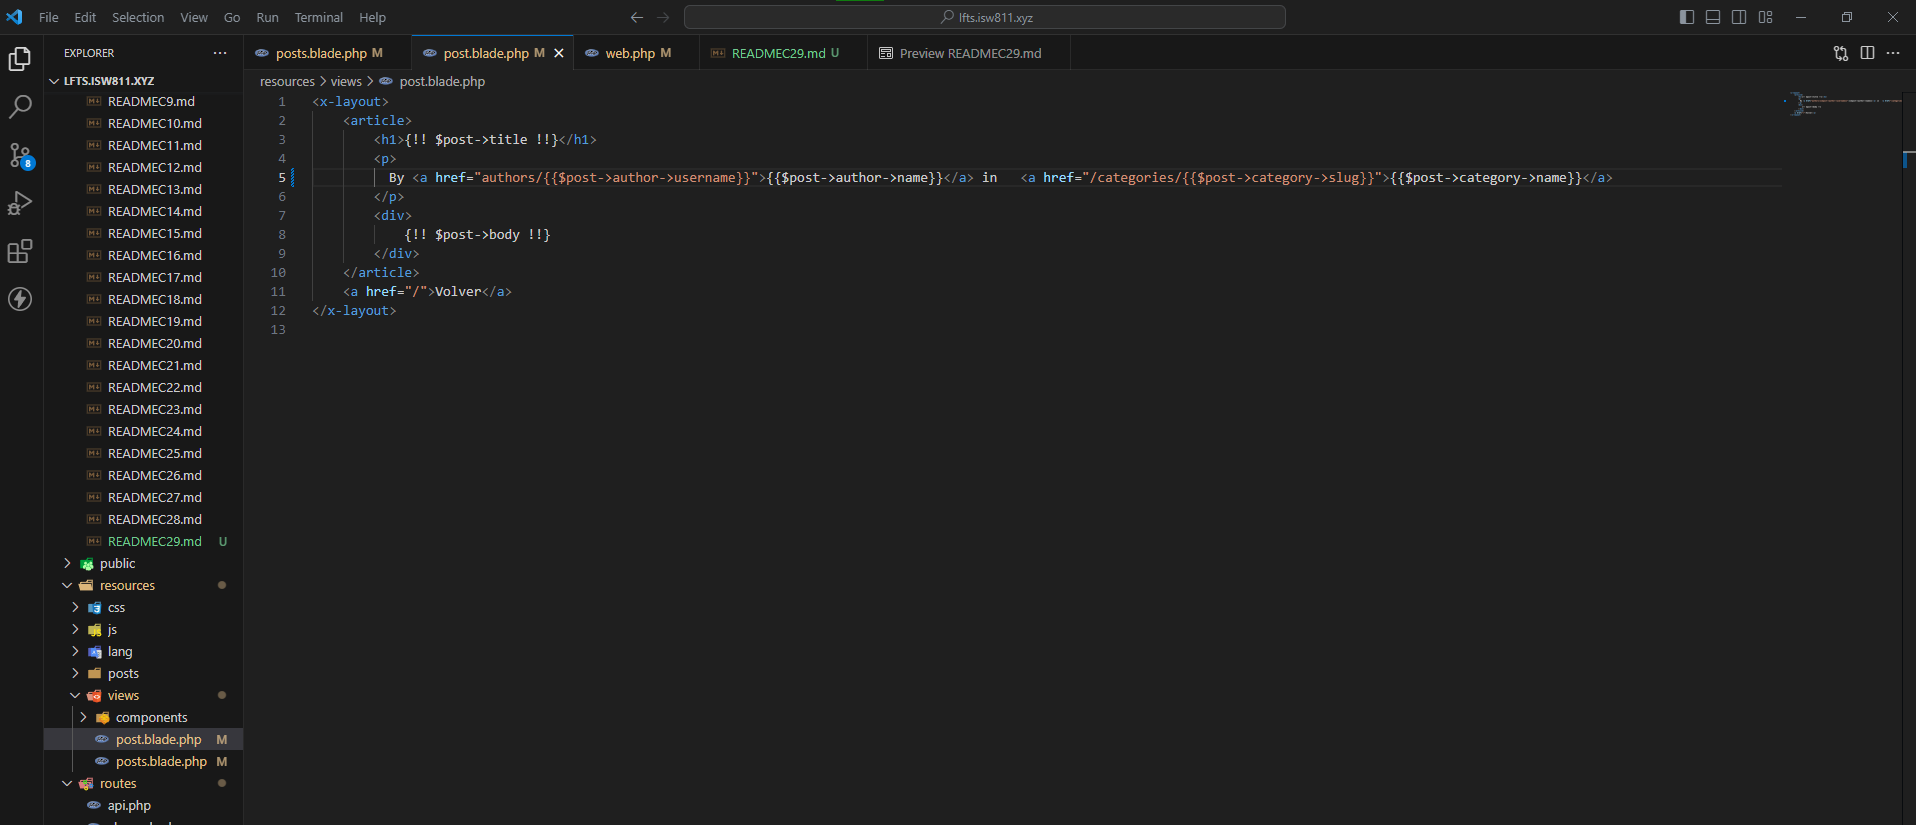 File Edit Selection View Go Run Terminal Help
lfts.isw811.xyz
EXPLORER
posts.blade.php M
post.blade.php M
web.php M
READMEC29.md U
Preview READMEC29.md
LFTS.ISW811.XYZ
resources > views > post.blade.php
READMEC9.md
READMEC10.md
READMEC11.md
READMEC12.md
READMEC13.md
READMEC14.md
READMEC15.md
READMEC16.md
READMEC17.md
READMEC18.md
READMEC19.md
READMEC20.md
READMEC21.md
READMEC22.md
READMEC23.md
READMEC24.md
READMEC25.md
READMEC26.md
READMEC27.md
READMEC28.md
READMEC29.md U
public
resources
css
js
lang
posts
views
components
post.blade.php M
posts.blade.php M
routes
api.php
8
1 <x-layout>
2 <article>
3 <h1>{!! $post->title !!}</h1>
4 <p>
5 By <a href="authors/{{$post->author->username}}">{{$post->author->name}}</a> in <a href="/categories/{{$post->category->slug}}">{{$post->category->name}}</a>
6 </p>
7 <div>
8 {!! $post->body !!}
9 </div>
10 </article>
11 <a href="/">Volver</a>
12 </x-layout>
13